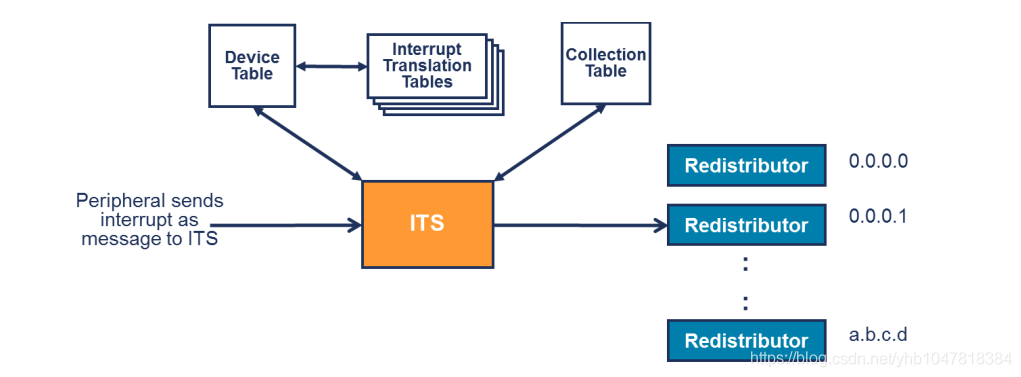 Device
Table
Interrupt
Translation
Tables
Collection
Table
Peripheral sends
interrupt as
message to ITS
ITS
Redistributor
0.0.0.0
Redistributor
0.0.0.1
:
:
Redistributor
a.b.c.d
https://blog.csdn.net/yhb1047818384